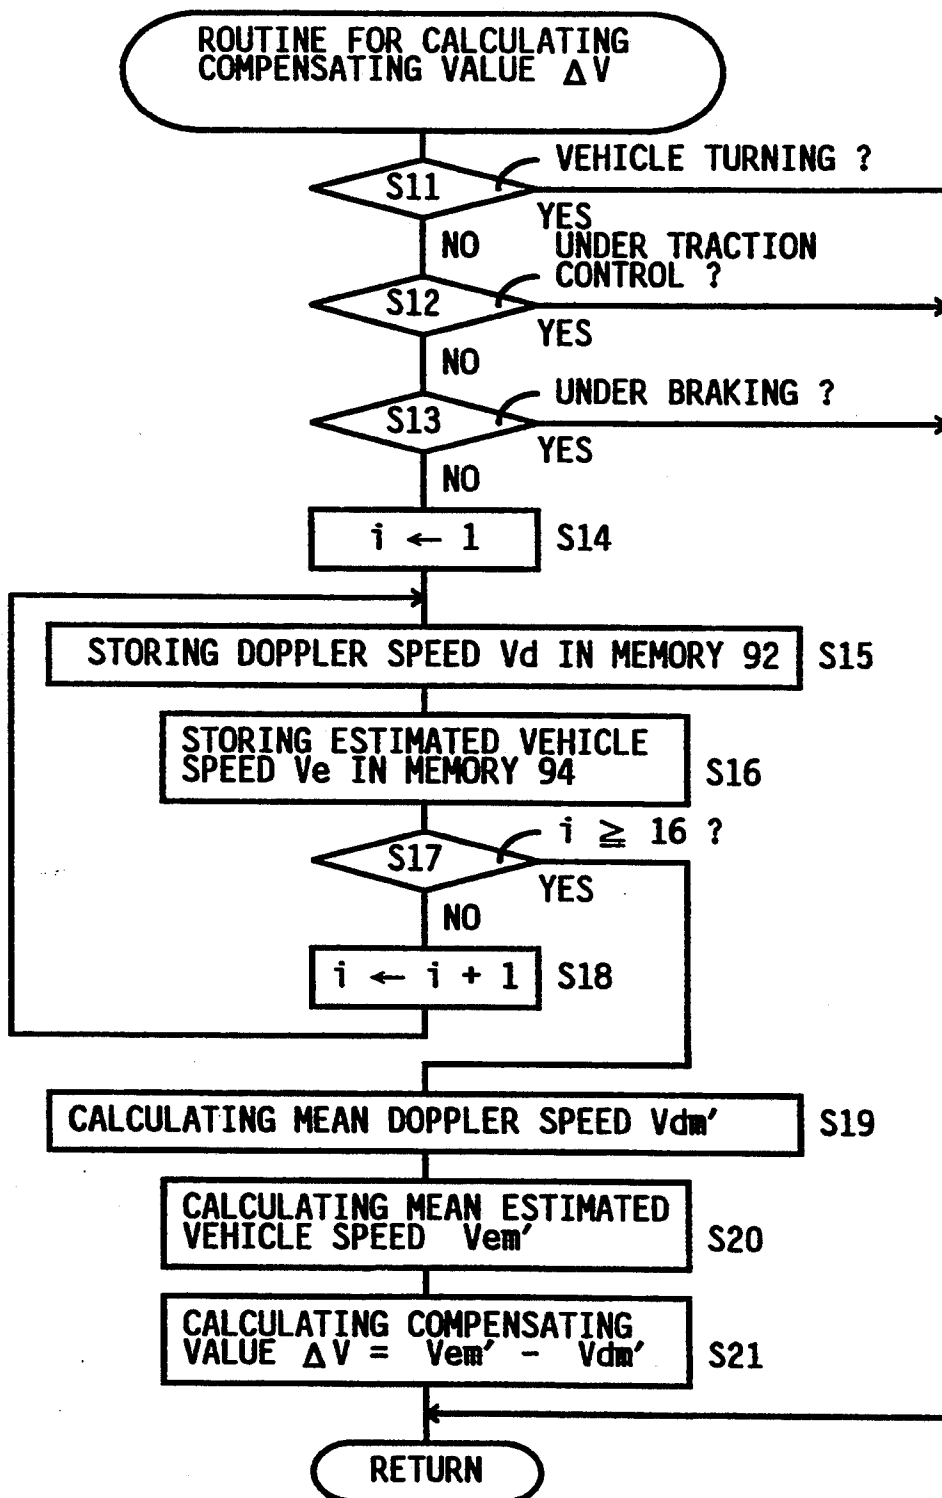 ROUTINE FOR CALCULATING
COMPENSATING VALUE ΔV
S11
VEHICLE TURNING ?
YES
NO
UNDER TRACTION
CONTROL ?
S12
YES
NO
UNDER BRAKING ?
S13
YES
NO
i ← 1
S14
STORING DOPPLER SPEED Vd IN MEMORY 92
S15
STORING ESTIMATED VEHICLE
SPEED Ve IN MEMORY 94
S16
i ≧ 16 ?
S17
YES
NO
i ← i + 1
S18
CALCULATING MEAN DOPPLER SPEED Vdm′
S19
CALCULATING MEAN ESTIMATED
VEHICLE SPEED Vem′
S20
CALCULATING COMPENSATING
VALUE ΔV = Vem′ - Vdm′
S21
RETURN